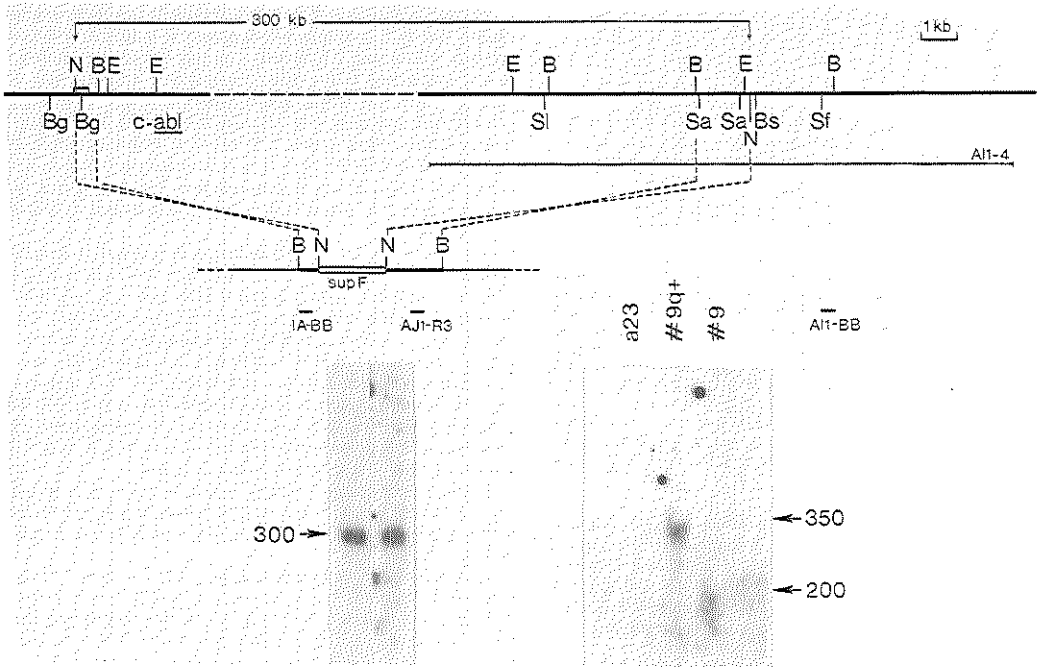 300 kb
1 kb
N B E E E B B E B
Bg Bg c-abl Sl Sa Sa Bs Sf
N
Al1-4
B N N B
sup F
IA-BB AJ1-R3 a23 #9q+ #9 Al1-BB
350
300
200